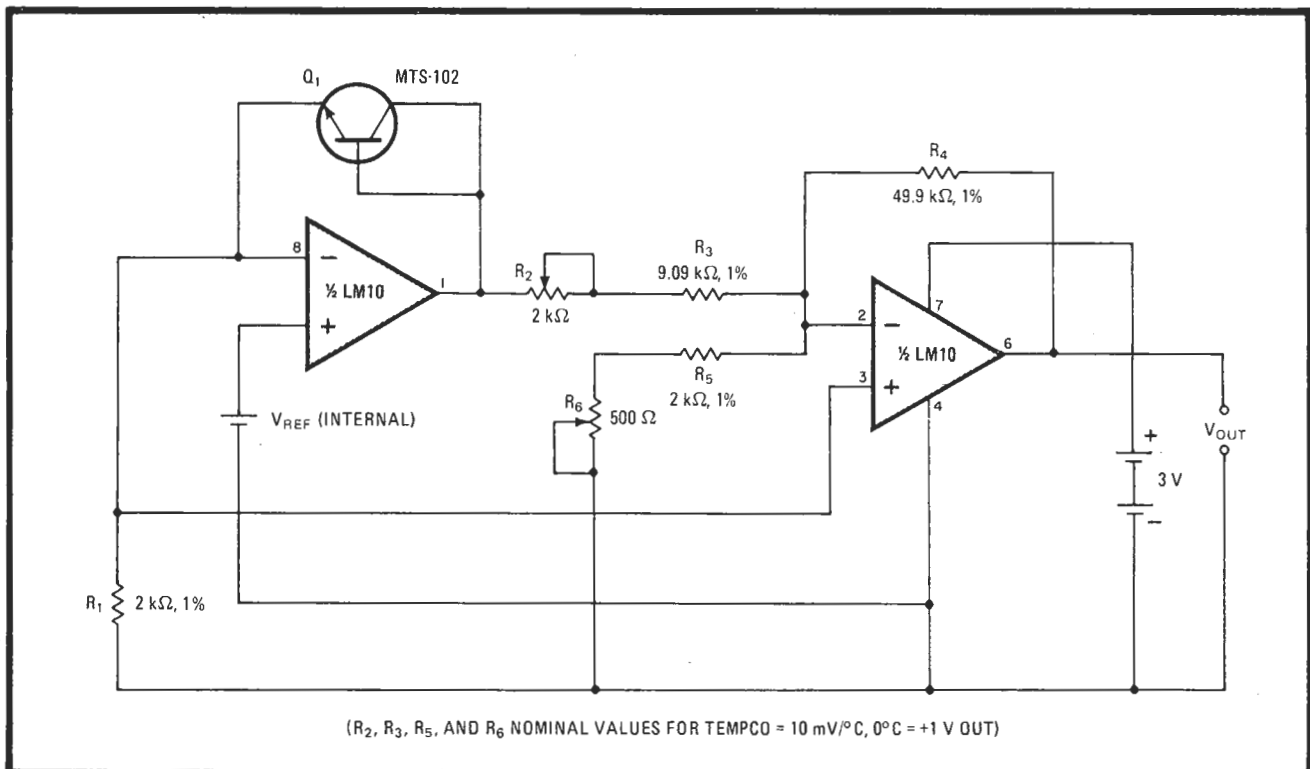 Q1
MTS-102
8
−
½ LM10
+
1
VREF (INTERNAL)
R1
2 kΩ, 1%
R2
2 kΩ
R3
9.09 kΩ, 1%
R4
49.9 kΩ, 1%
R5
2 kΩ, 1%
R6
500 Ω
2
−
3
+
½ LM10
7
6
4
+
3 V
−
VOUT
(R2, R3, R5, AND R6 NOMINAL VALUES FOR TEMPCO = 10 mV/°C, 0°C = +1 V OUT)